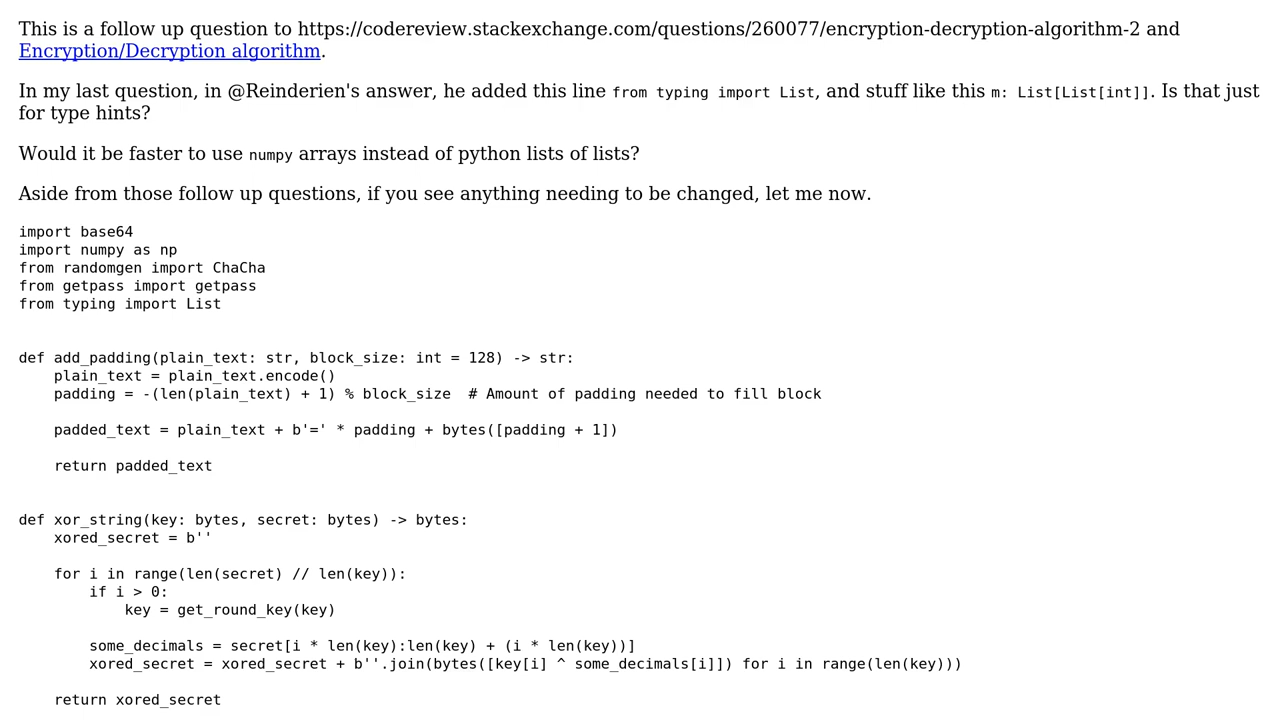 This is a follow up question to https://codereview.stackexchange.com/questions/260077/encryption-decryption-algorithm-2 and
Encryption/Decryption algorithm.
In my last question, in @Reinderien's answer, he added this line from typing import List, and stuff like this m: List[List[int]]. Is that just
for type hints?
Would it be faster to use numpy arrays instead of python lists of lists?
Aside from those follow up questions, if you see anything needing to be changed, let me now.
import base64
import numpy as np
from randomgen import ChaCha
from getpass import getpass
from typing import List
def add_padding(plain_text: str, block_size: int = 128) -> str:
    plain_text = plain_text.encode()
    padding = -(len(plain_text) + 1) % block_size  # Amount of padding needed to fill block
    padded_text = plain_text + b'=' * padding + bytes([padding + 1])
    return padded_text
def xor_string(key: bytes, secret: bytes) -> bytes:
    xored_secret = b''
    for i in range(len(secret) // len(key)):
        if i > 0:
            key = get_round_key(key)
        some_decimals = secret[i * len(key):len(key) + (i * len(key))]
        xored_secret = xored_secret + b''.join(bytes([key[i] ^ some_decimals[i]]) for i in range(len(key)))
    return xored_secret